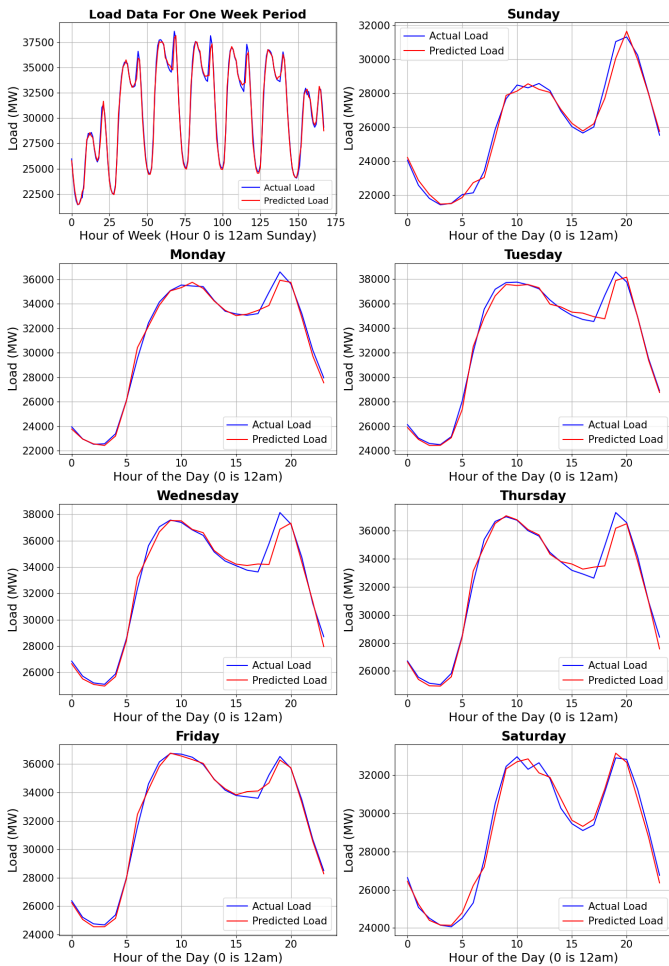 Load Data For One Week Period
Load (MW)
37500
35000
32500
30000
27500
25000
22500
0 25 50 75 100 125 150 175
Hour of Week (Hour 0 is 12am Sunday)
Actual Load
Predicted Load
Sunday
Load (MW)
32000
30000
28000
26000
24000
22000
0 5 10 15 20
Hour of the Day (0 is 12am)
Actual Load
Predicted Load
Monday
Load (MW)
36000
34000
32000
30000
28000
26000
24000
22000
0 5 10 15 20
Hour of the Day (0 is 12am)
Actual Load
Predicted Load
Tuesday
Load (MW)
38000
36000
34000
32000
30000
28000
26000
24000
0 5 10 15 20
Hour of the Day (0 is 12am)
Actual Load
Predicted Load
Wednesday
Load (MW)
38000
36000
34000
32000
30000
28000
26000
0 5 10 15 20
Hour of the Day (0 is 12am)
Actual Load
Predicted Load
Thursday
Load (MW)
36000
34000
32000
30000
28000
26000
0 5 10 15 20
Hour of the Day (0 is 12am)
Actual Load
Predicted Load
Friday
Load (MW)
36000
34000
32000
30000
28000
26000
24000
0 5 10 15 20
Hour of the Day (0 is 12am)
Actual Load
Predicted Load
Saturday
Load (MW)
32000
30000
28000
26000
24000
0 5 10 15 20
Hour of the Day (0 is 12am)
Actual Load
Predicted Load